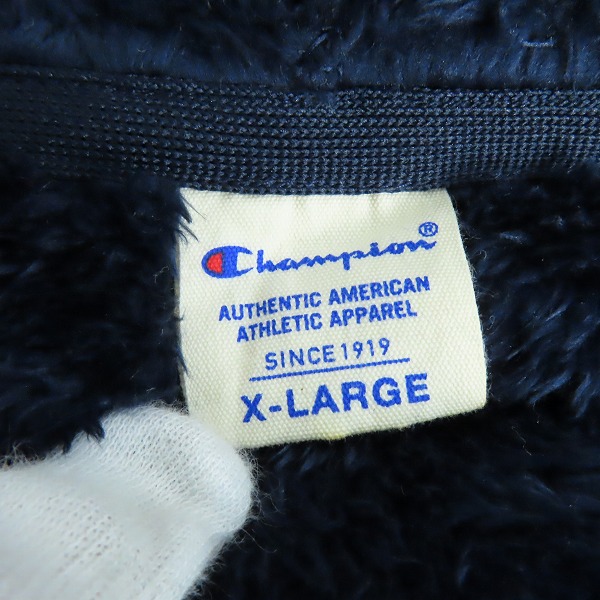 Champion®
AUTHENTIC AMERICAN
ATHLETIC APPAREL
SINCE 1919
X-LARGE